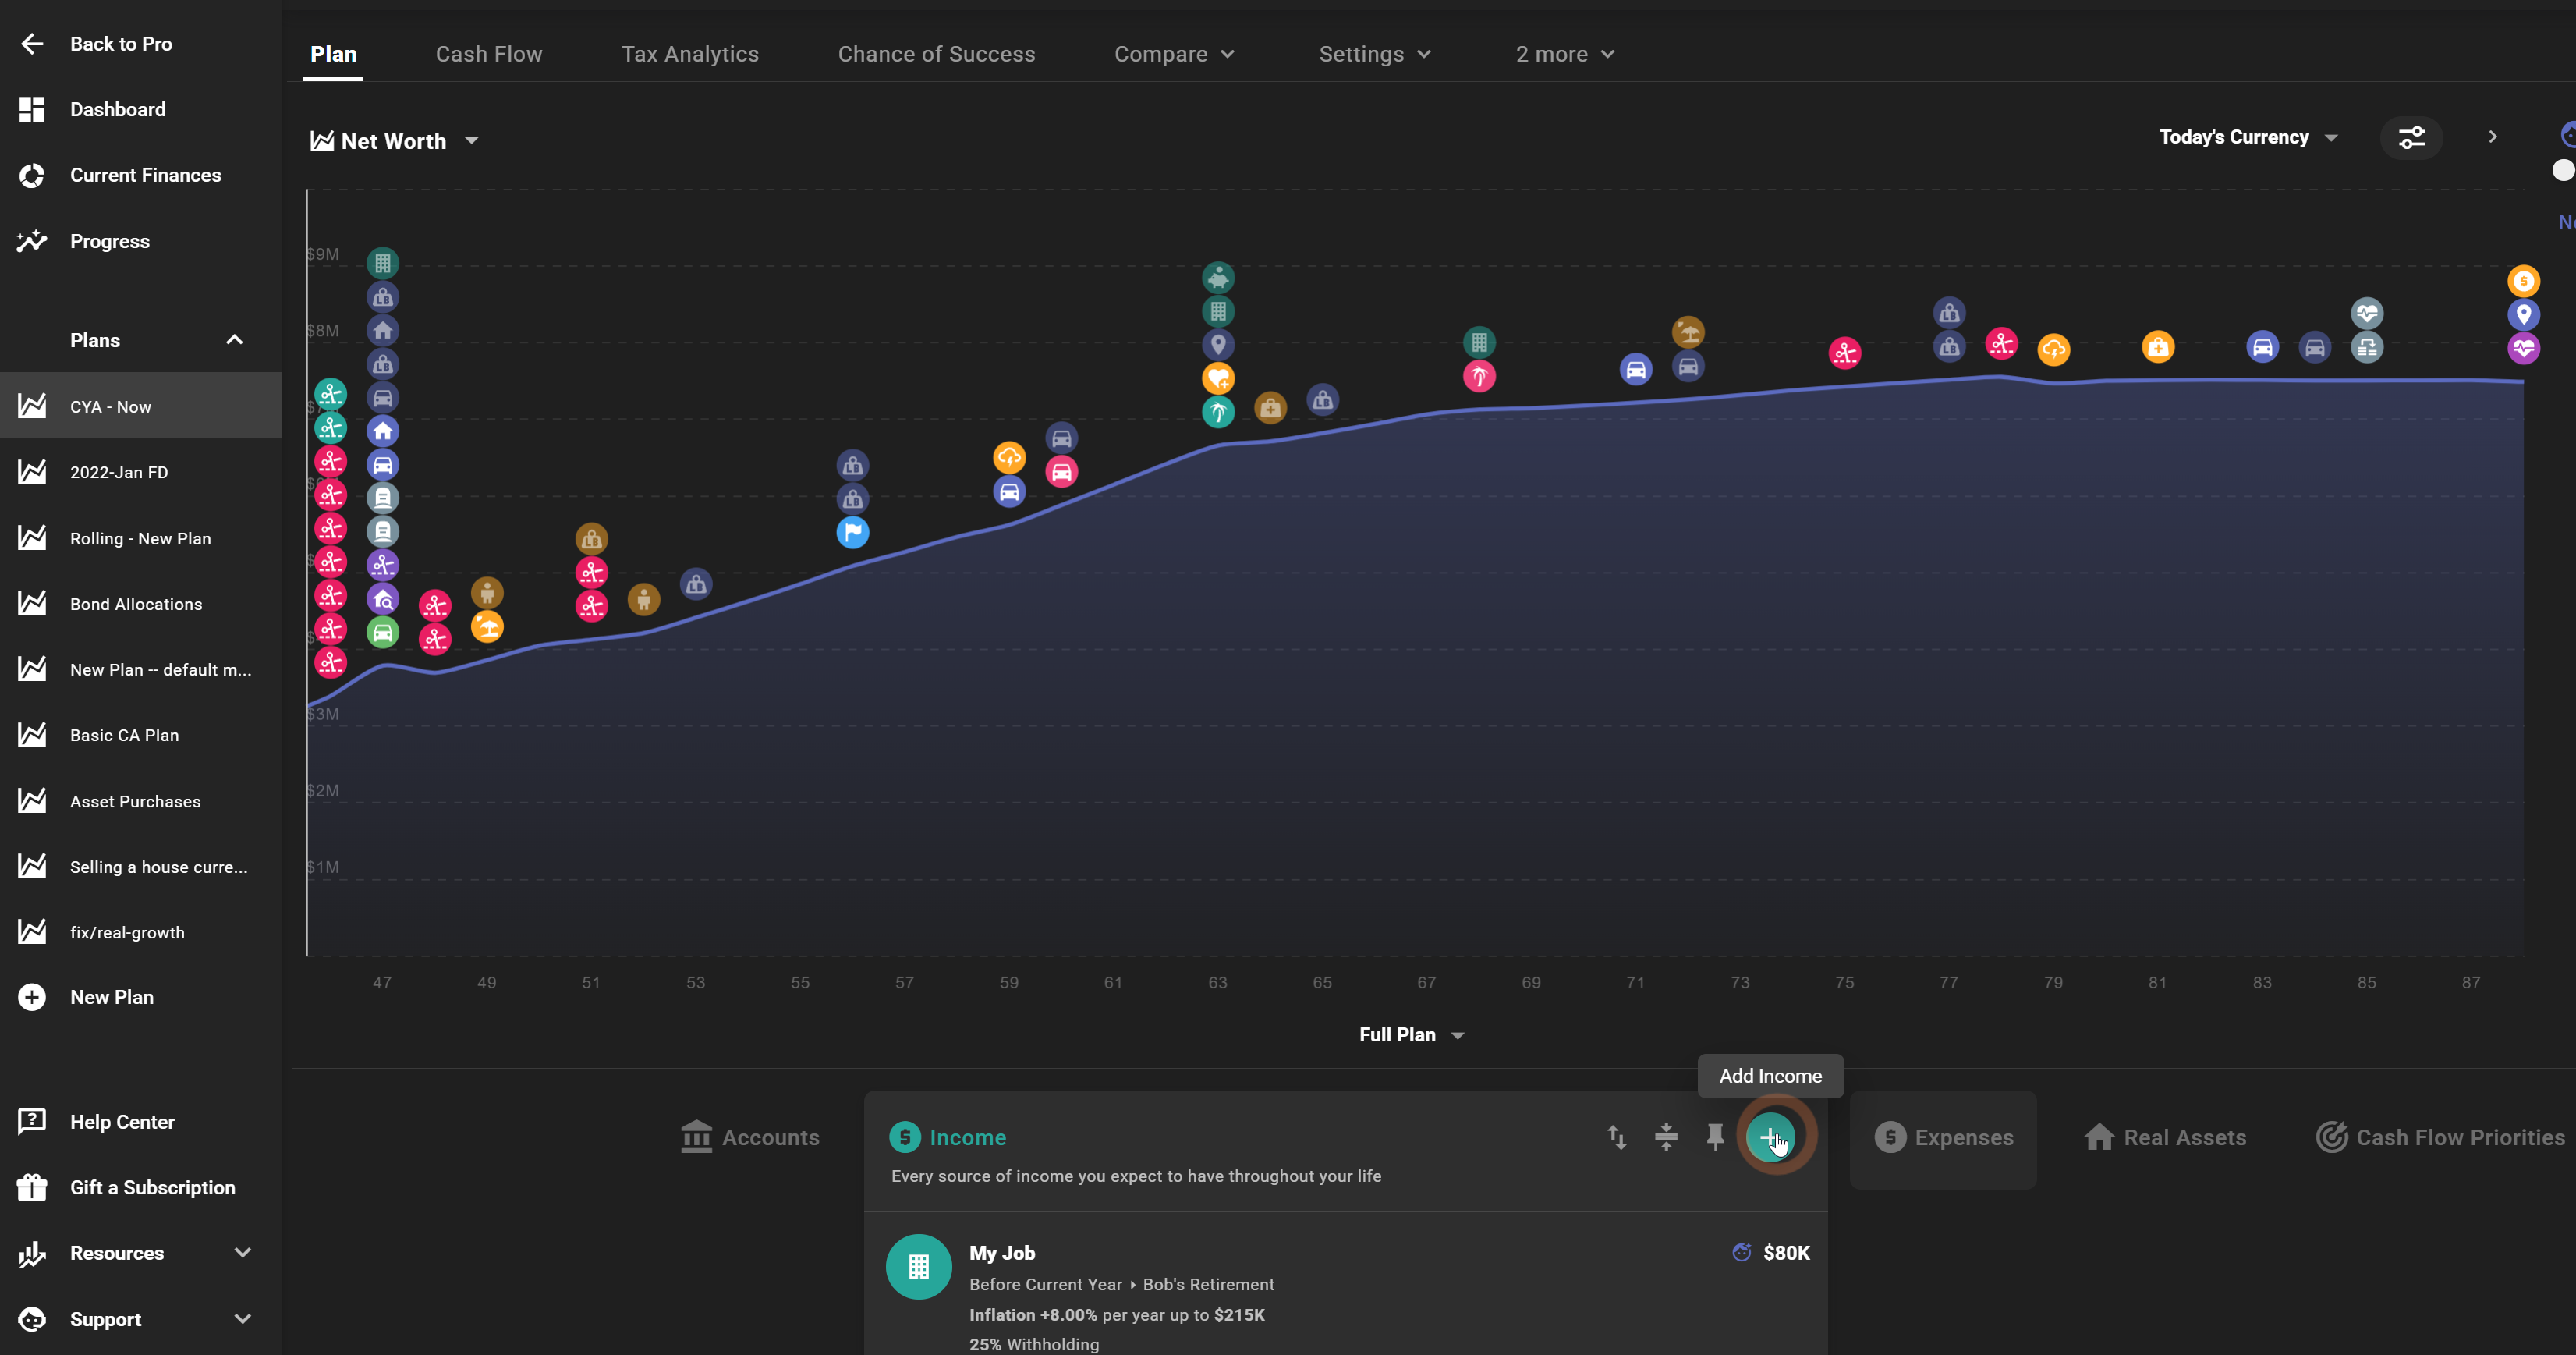 Back to Pro
Dashboard
Current Finances
Progress
Plans
CYA - Now
2022-Jan FD
Rolling - New Plan
Bond Allocations
New Plan -- default m...
Basic CA Plan
Asset Purchases
Selling a house curre...
fix/real-growth
New Plan
Help Center
Gift a Subscription
Resources
Support
Plan Cash Flow Tax Analytics Chance of Success Compare Settings 2 more
Net Worth
Today's Currency
$9M
$8M
$3M
$2M
$1M
47 49 51 53 55 57 59 61 63 65 67 69 71 73 75 77 79 81 83 85 87
Full Plan
Add Income
Accounts
Income
Every source of income you expect to have throughout your life
Expenses
Real Assets
Cash Flow Priorities
My Job
$80K
Before Current Year ▸ Bob's Retirement
Inflation +8.00% per year up to $215K
25% Withholding